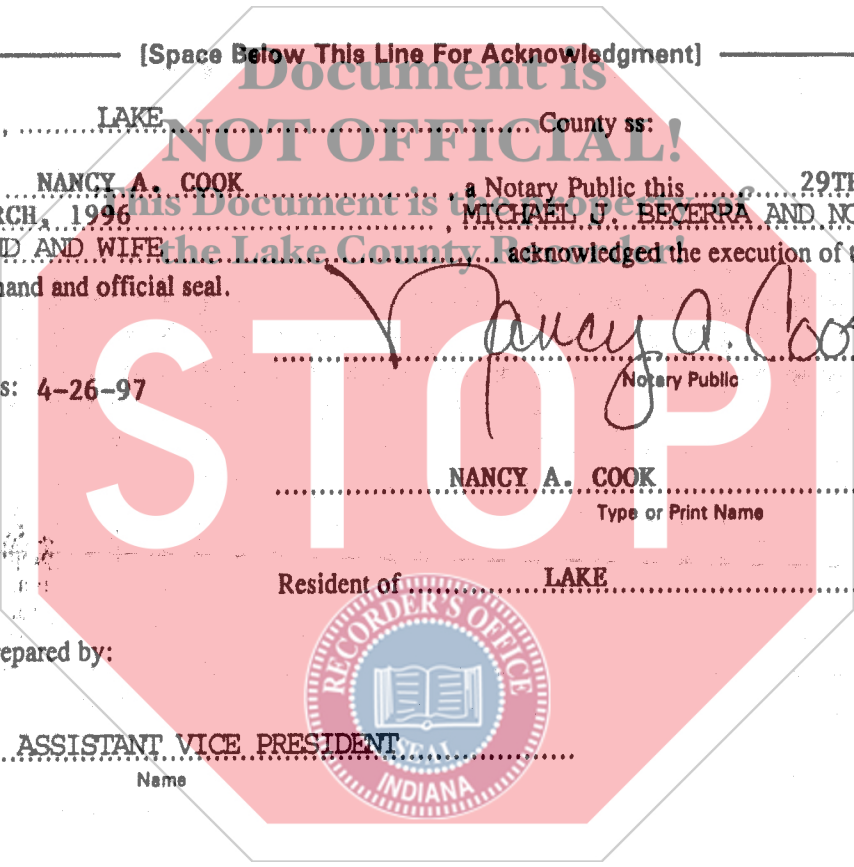 [Space Below This Line For Acknowledgment]
Document is
, LAKE County ss:
NOT OFFICIAL!
NANCY A. COOK , a Notary Public this 29TH
This Document is the property of
RCH, 1996 , MICHAEL J. BECERRA AND NO
D AND WIFE acknowledged the execution of
the Lake County Recorder!
hand and official seal.
Nancy A. Coo
s: 4-26-97
Notary Public
STOP
NANCY A. COOK
Type or Print Name
Resident of LAKE
RECORDER'S OFFICE
epared by:
SEAL
ASSISTANT VICE PRESIDENT
Name
INDIANA